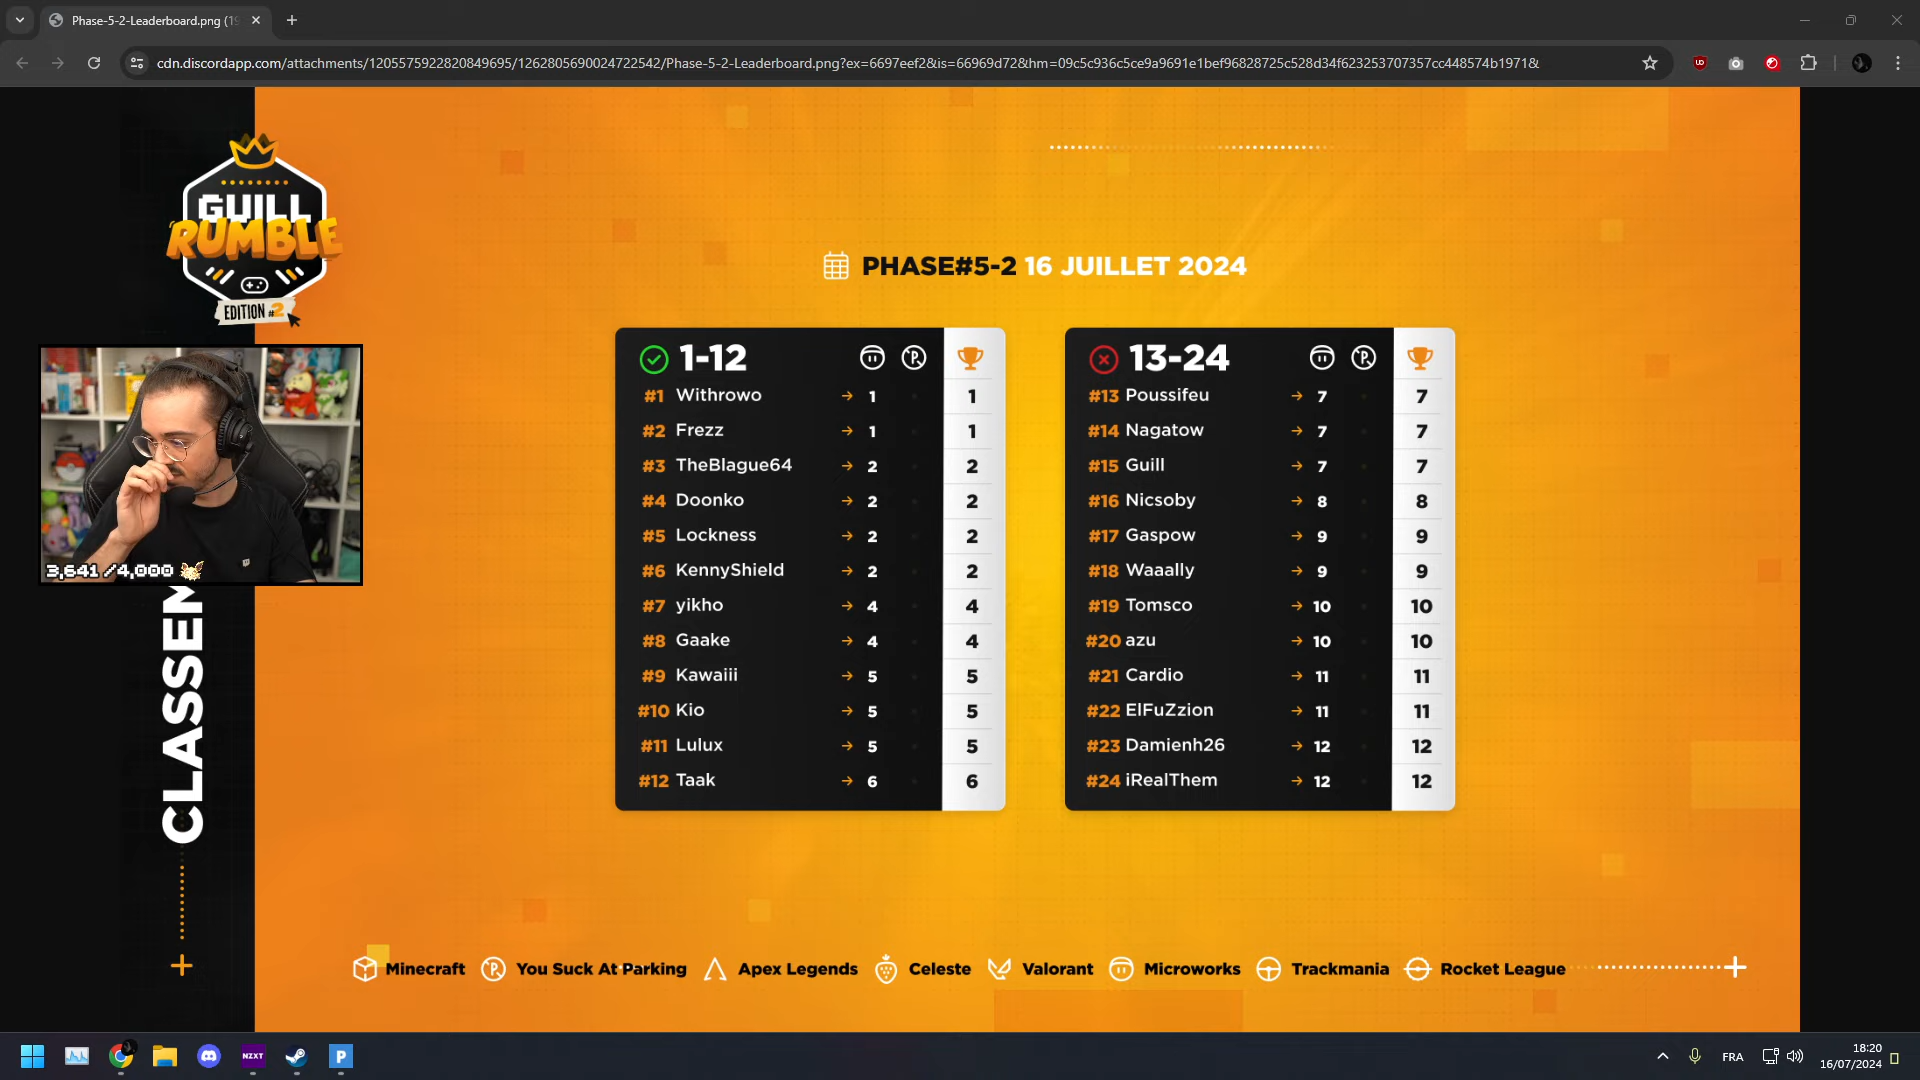 Phase-5-2-Leaderboard.png (19
cdn.discordapp.com/attachments/1205575922820849695/1262805690024722542/Phase-5-2-Leaderboard.png?ex=6697eef2&is=66969d72&hm=09c5c936c5ce9a9691e1bef96828725c528d34f623253707357cc448574b1971&
GUILL
RUMBLE
EDITION #2
PHASE#5-2 16 JUILLET 2024
1-12
#1 Withrowo → 1 1
#2 Frezz → 1 1
#3 TheBlague64 → 2 2
#4 Doonko → 2 2
#5 Lockness → 2 2
#6 KennyShield → 2 2
#7 yikho → 4 4
#8 Gaake → 4 4
#9 Kawaiii → 5 5
#10 Kio → 5 5
#11 Lulux → 5 5
#12 Taak → 6 6
13-24
#13 Poussifeu → 7 7
#14 Nagatow → 7 7
#15 Guill → 7 7
#16 Nicsoby → 8 8
#17 Gaspow → 9 9
#18 Waaally → 9 9
#19 Tomsco → 10 10
#20 azu → 10 10
#21 Cardio → 11 11
#22 ElFuZzion → 11 11
#23 Damienh26 → 12 12
#24 iRealThem → 12 12
3,641 /4,000
CLASSEM
Minecraft You Suck At Parking Apex Legends Celeste Valorant Microworks Trackmania Rocket League
NZXT
P
FRA
18:20
16/07/2024